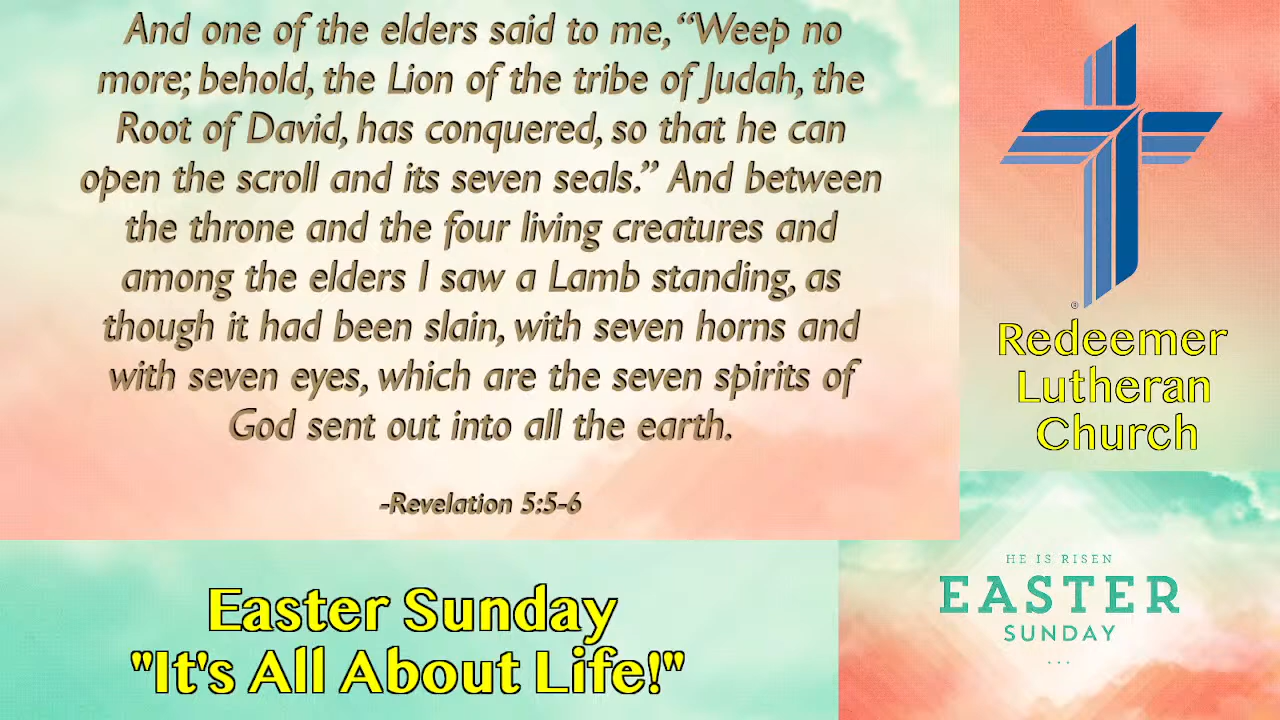 And one of the elders said to me, “Weep no
more; behold, the Lion of the tribe of Judah, the
Root of David, has conquered, so that he can
open the scroll and its seven seals.” And between
the throne and the four living creatures and
among the elders I saw a Lamb standing, as
though it had been slain, with seven horns and
with seven eyes, which are the seven spirits of
God sent out into all the earth.
-Revelation 5:5-6
®
Redeemer
Lutheran
Church
Easter Sunday
"It's All About Life!"
HE IS RISEN
EASTER
SUNDAY
...